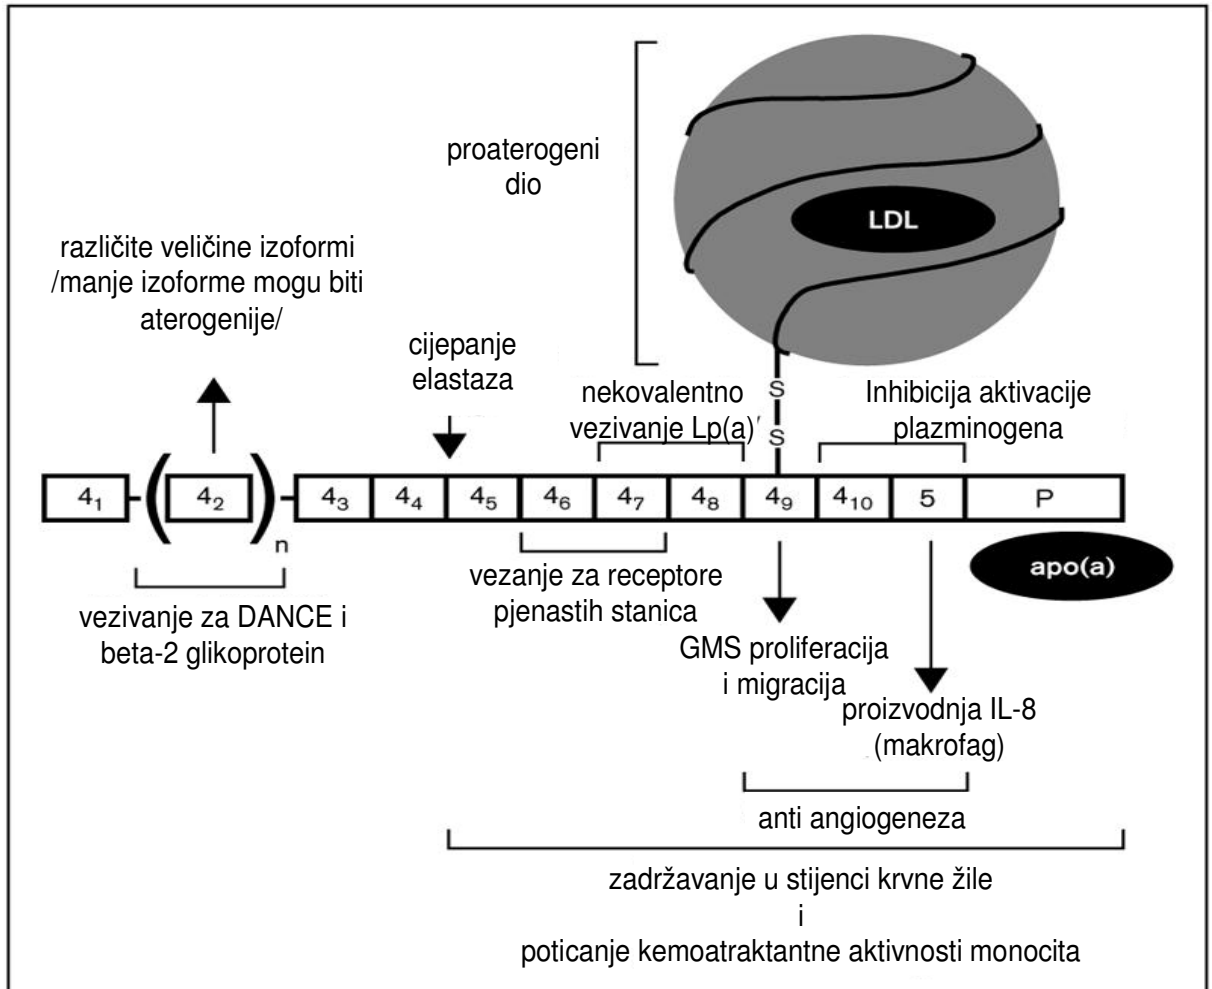 proaterogeni
dio
LDL
različite veličine izoformi
/manje izoforme mogu biti
aterogenije/
cijepanje
elastaza
nekovalentno
vezivanje Lp(a)'
S
S
Inhibicija aktivacije
plazminogena
4₁ (4₂)n 4₃ 4₄ 4₅ 4₆ 4₇ 4₈ 4₉ 4₁₀ 5 P
apo(a)
vezivanje za DANCE i
beta-2 glikoprotein
vezanje za receptore
pjenastih stanica
GMS proliferacija
i migracija
proizvodnja IL-8
(makrofag)
anti angiogeneza
zadržavanje u stijenci krvne žile
i
poticanje kemoatraktantne aktivnosti monocita